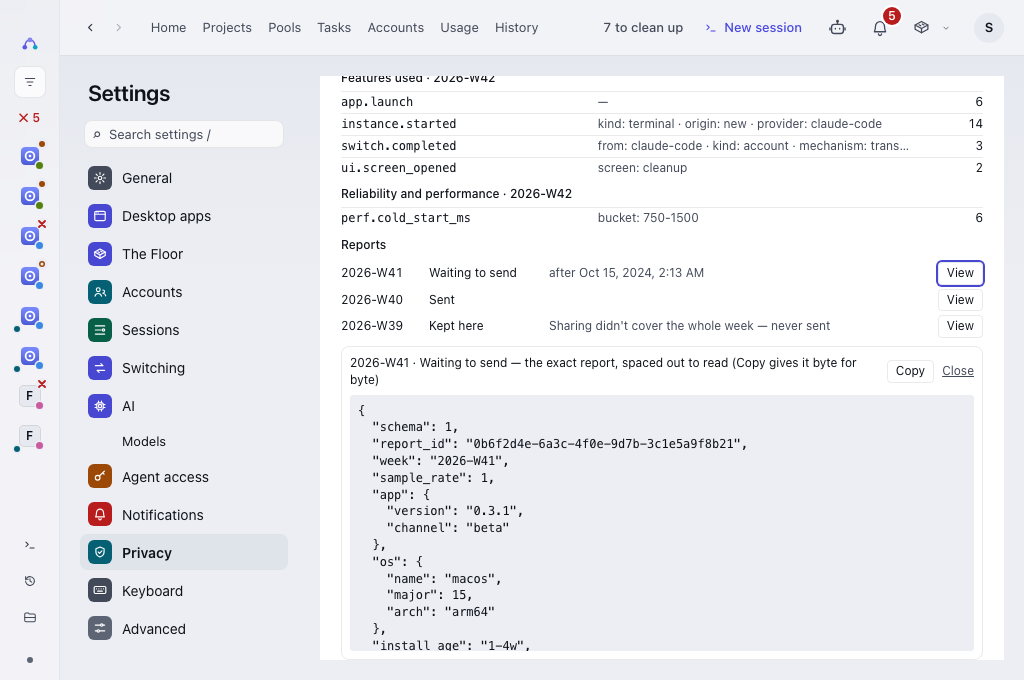 Home Projects Pools Tasks Accounts Usage History 7 to clean up New session 5 S
5
F
F
Settings
Search settings /
General
Desktop apps
The Floor
Accounts
Sessions
Switching
AI
Models
Agent access
Notifications
Privacy
Keyboard
Advanced
Features used · 2026-W42
app.launch — 6
instance.started kind: terminal · origin: new · provider: claude-code 14
switch.completed from: claude-code · kind: account · mechanism: trans... 3
ui.screen_opened screen: cleanup 2
Reliability and performance · 2026-W42
perf.cold_start_ms bucket: 750-1500 6
Reports
2026-W41 Waiting to send after Oct 15, 2024, 2:13 AM View
2026-W40 Sent View
2026-W39 Kept here Sharing didn't cover the whole week — never sent View
2026-W41 · Waiting to send — the exact report, spaced out to read (Copy gives it byte for
byte)
Copy Close
{
"schema": 1,
"report_id": "0b6f2d4e-6a3c-4f0e-9d7b-3c1e5a9f8b21",
"week": "2026-W41",
"sample_rate": 1,
"app": {
"version": "0.3.1",
"channel": "beta"
},
"os": {
"name": "macos",
"major": 15,
"arch": "arm64"
},
"install_age": "1-4w",